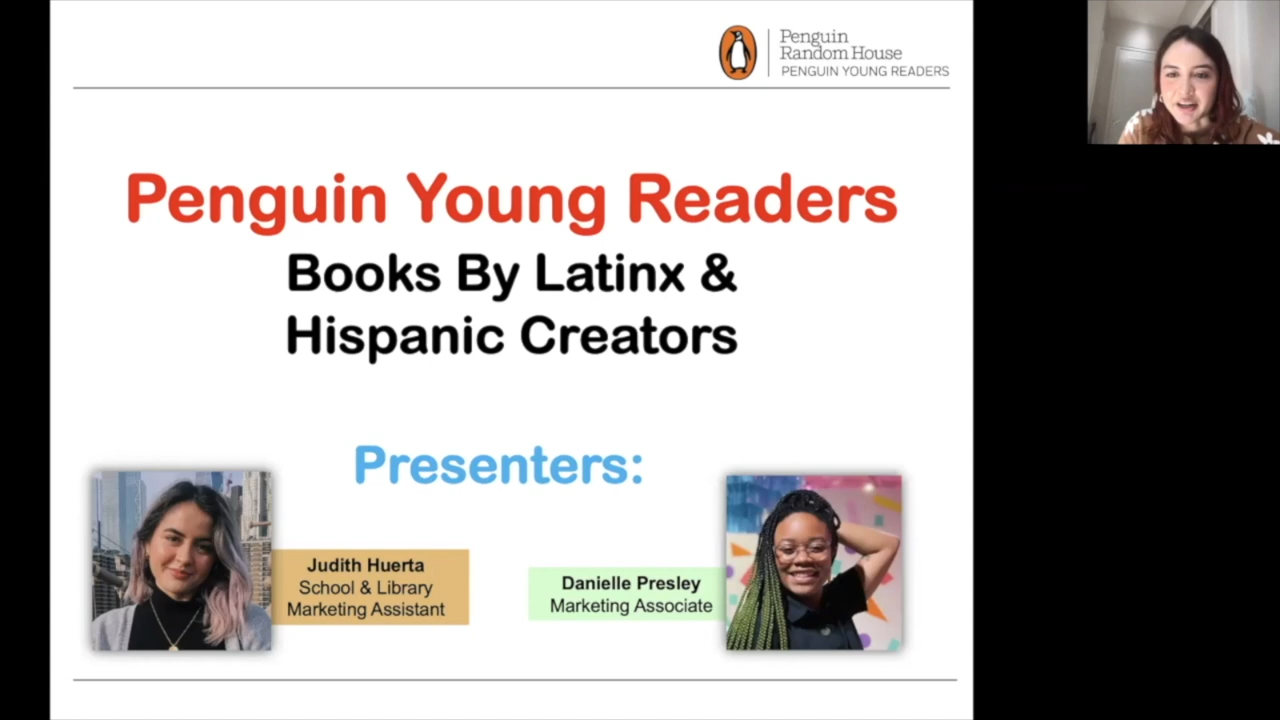 Penguin
Random House
PENGUIN YOUNG READERS
Penguin Young Readers
Books By Latinx &
Hispanic Creators
Presenters:
Judith Huerta
School & Library
Marketing Assistant
Danielle Presley
Marketing Associate